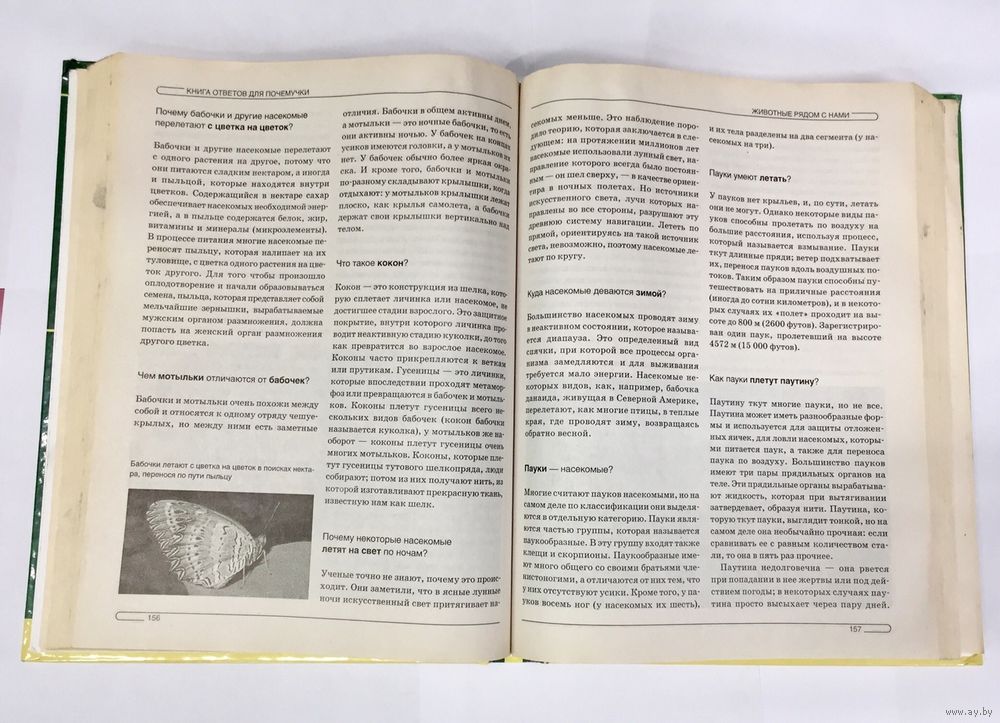 КНИГА ОТВЕТОВ ДЛЯ ПОЧЕМУЧКИ
Почему бабочки и другие насекомые
перелетают с цветка на цветок?
Бабочки и другие насекомые перелетают
с одного растения на другое, потому что
они питаются сладким нектаром, а иногда
и пыльцой, которые находятся внутри
цветков. Содержащийся в нектаре сахар
обеспечивает насекомых необходимой энер-
гией, а в пыльце содержатся белок, жир,
витамины и минералы (микроэлементы).
В процессе питания многие насекомые пе-
реносят пыльцу, которая налипает на их
туловище, с цветка одного растения на цве-
ток другого. Для того чтобы произошло
оплодотворение и начали образовываться
семена, пыльца, которая представляет собой
мельчайшие зернышки, вырабатываемые
мужским органом размножения, должна
попасть на женский орган размножения
другого цветка.
Чем мотыльки отличаются от бабочек?
Бабочки и мотыльки очень похожи между
собой и относятся к одному отряду чешуе-
крылых, но между ними есть заметные
Бабочки летают с цветка на цветок в поисках некта-
ра, перенося по пути пыльцу
отличия. Бабочки в общем активны днем,
а мотыльки — это ночные бабочки, то есть
они активны ночью. У бабочек на концах
усиков имеются головки, а у мотыльков их
нет. У бабочек обычно более яркая окра-
ска. И кроме того, бабочки и мотыльки
по-разному складывают крылышки, когда
отдыхают: у мотыльков крылышки лежат
плоско, как крылья самолета, а бабочки
держат свои крылышки вертикально над
телом.
Что такое кокон?
Кокон — это конструкция из шелка, кото-
рую сплетает личинка или насекомое, не
достигшее стадии взрослого. Это защитное
покрытие, внутри которого личинка про-
водит неактивную стадию куколки, до того
как превратится во взрослое насекомое.
Коконы часто прикрепляются к веткам
или прутикам. Гусеницы — это личинки,
которые впоследствии проходят метамор-
фоз или превращаются в бабочек и мотыль-
ков. Коконы плетут гусеницы всего не-
скольких видов бабочек (кокон бабочки
называется куколка), у мотыльков же на-
оборот — коконы плетут гусеницы очень
многих мотыльков. Коконы, которые пле-
тут гусеницы тутового шелкопряда, люди
собирают; потом из них получают нить, из
которой изготавливают прекрасную ткань,
известную нам как шелк.
Почему некоторые насекомые
летят на свет по ночам?
Ученые точно не знают, почему это проис-
ходит. Они заметили, что в ясные лунные
ночи искусственный свет притягивает на-
156
ЖИВОТНЫЕ РЯДОМ С НАМИ
секомых меньше. Это наблюдение поро-
дило теорию, которая заключается в сле-
дующем: на протяжении миллионов лет
насекомые использовали лунный свет, на-
правление которого всегда было постоян-
ным — он шел сверху, — в качестве ориен-
тира в ночных полетах. Но источники
искусственного света, лучи которых на-
правлены во все стороны, разрушают эту
древнюю систему навигации. Лететь по
прямой, ориентируясь на такой источник
света, невозможно, поэтому насекомые ле-
тают по кругу.
Куда насекомые деваются зимой?
Большинство насекомых проводят зиму
в неактивном состоянии, которое называ-
ется диапауза. Это определенный вид
спячки, при которой все процессы орга-
низма замедляются и для выживания
требуется мало энергии. Насекомые не-
которых видов, как, например, бабочка
данаида, живущая в Северной Америке,
перелетают, как многие птицы, в теплые
края, где проводят зиму, возвращаясь
обратно весной.
Пауки — насекомые?
Многие считают пауков насекомыми, но на
самом деле по классификации они выделя-
ются в отдельную категорию. Пауки явля-
ются частью группы, которая называется
паукообразные. В эту группу входят также
клещи и скорпионы. Паукообразные име-
ют много общего со своими братьями чле-
нистоногими, а отличаются от них тем, что
у них отсутствуют усики. Кроме того, у па-
уков восемь ног (у насекомых их шесть),
и их тела разделены на два сегмента (у на-
секомых на три).
Пауки умеют летать?
У пауков нет крыльев, и, по сути, летать
они не могут. Однако некоторые виды па-
уков способны пролетать по воздуху на
большие расстояния, используя процесс,
который называется взмывание. Пауки
ткут длинные пряди; ветер подхватывает
их, перенося пауков вдоль воздушных по-
токов. Таким образом пауки способны пу-
тешествовать на приличные расстояния
(иногда до сотни километров), и в некото-
рых случаях их «полет» проходит на вы-
соте до 800 м (2600 футов). Зарегистриро-
ван один паук, пролетевший на высоте
4572 м (15 000 футов).
Как пауки плетут паутину?
Паутину ткут многие пауки, но не все.
Паутина может иметь разнообразные фор-
мы и используется для защиты отложен-
ных яичек, для ловли насекомых, которы-
ми питается паук, а также для переноса
паука по воздуху. Большинство пауков
имеют три пары прядильных органов на
теле. Эти прядильные органы вырабатыва-
ют жидкость, которая при вытягивании
затвердевает, образуя нити. Паутина, ко-
торую ткут пауки, выглядит тонкой, но на
самом деле она необычайно прочная: если
сравнивать ее с равным количеством ста-
ли, то она в пять раз прочнее.
Паутина недолговечна — она рвется
при попадании в нее жертвы или под дей-
ствием погоды; в некоторых случаях пау-
тина просто высыхает через пару дней.
157
www.ay.by